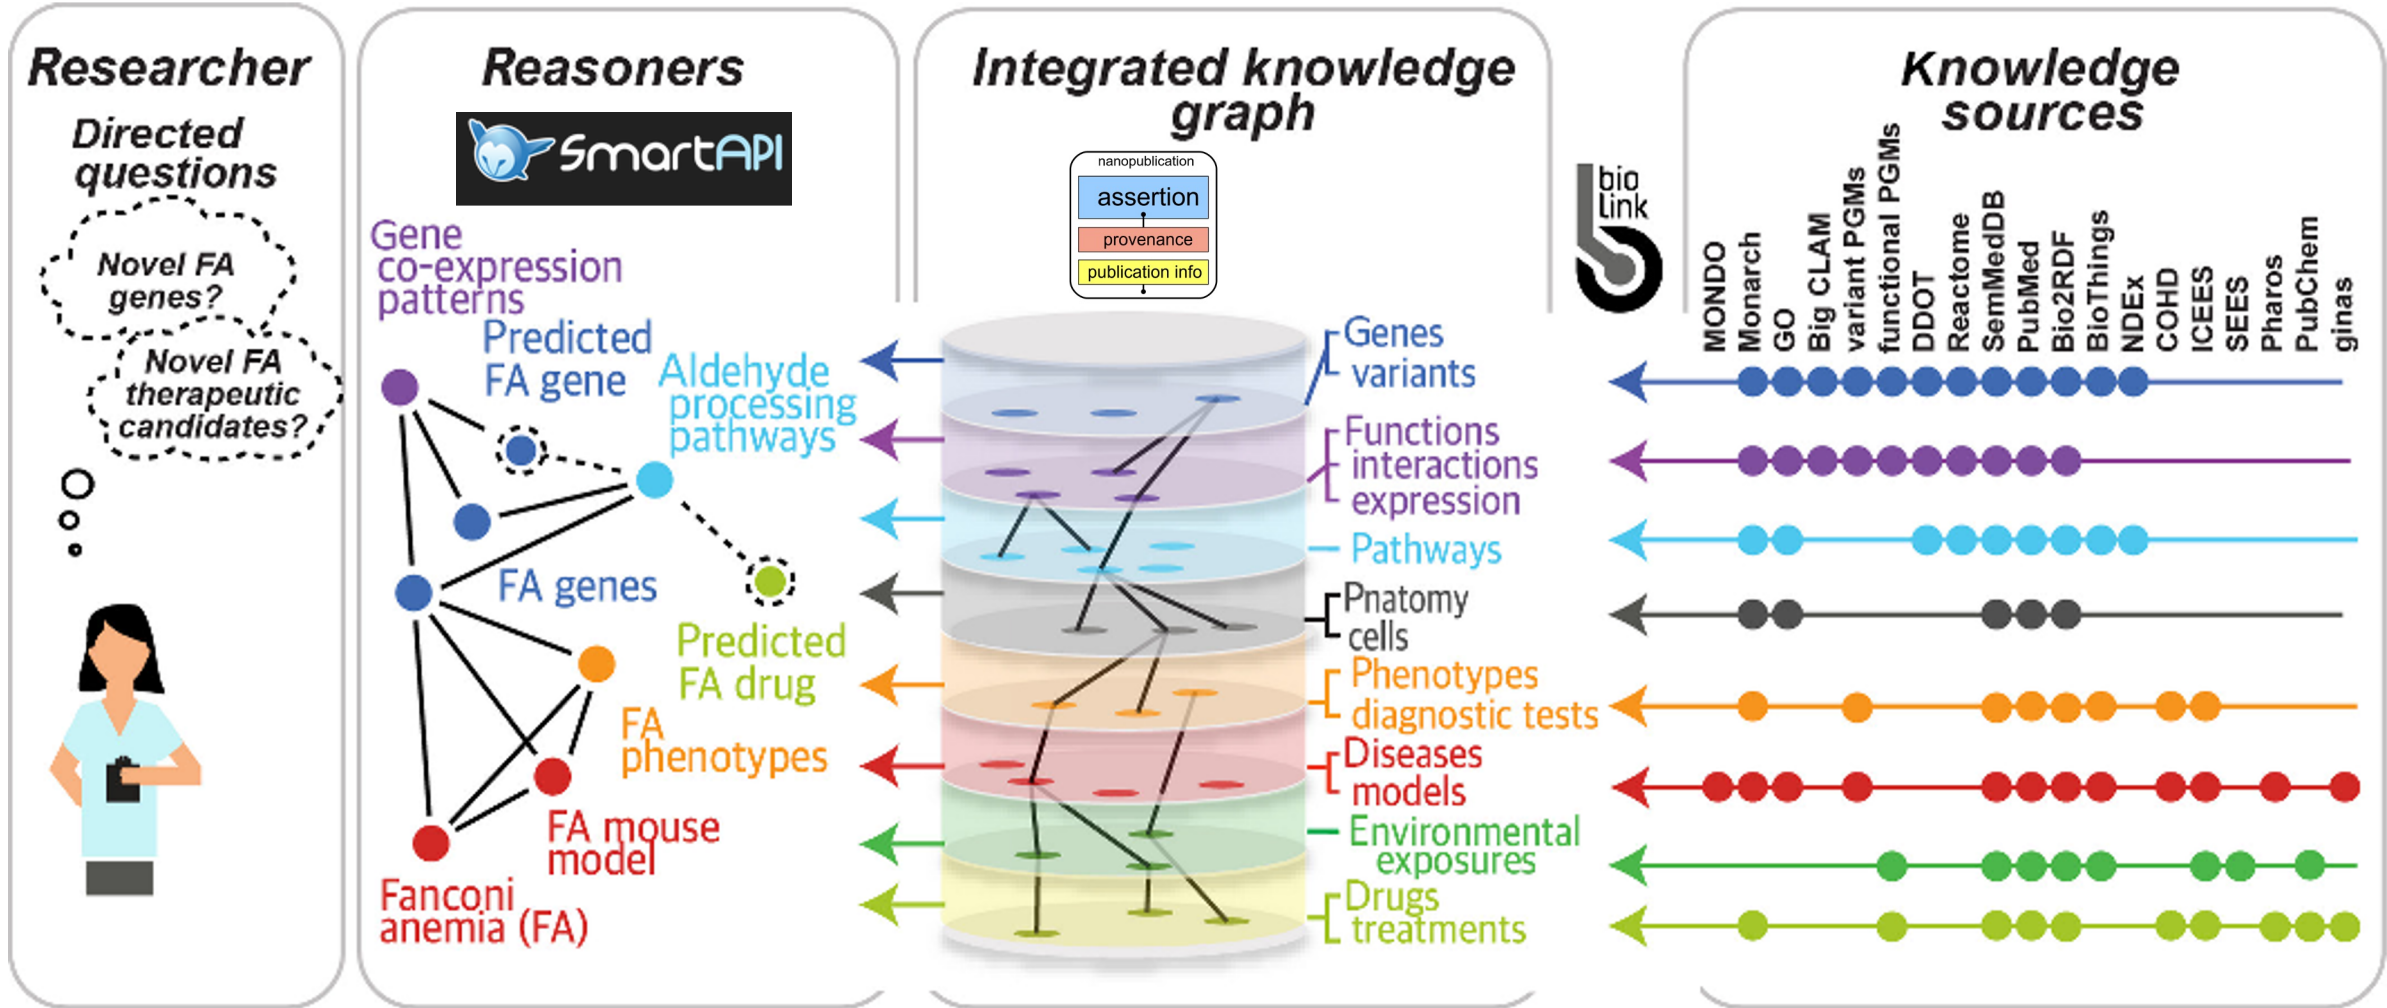 Researcher
Directed
questions
Novel FA
genes?
Novel FA
therapeutic
candidates?
Reasoners
SmartAPI
Gene
co-expression
patterns
Predicted
FA gene
Aldehyde
processing
pathways
FA genes
Predicted
FA drug
FA
phenotypes
FA mouse
model
Fanconi
anemia (FA)
Integrated knowledge
graph
nanopublication
assertion
provenance
publication info
Genes
variants
Functions
interactions
expression
Pathways
Pnatomy
cells
Phenotypes
diagnostic tests
Diseases
models
Environmental
exposures
Drugs
treatments
bio
link
Knowledge
sources
MONDO
Monarch
GO
Big CLAM
variant PGMs
functional PGMs
DDOT
Reactome
SemMedDB
PubMed
Bio2RDF
BioThings
NDEx
COHD
ICEES
SEES
Pharos
PubChem
ginas